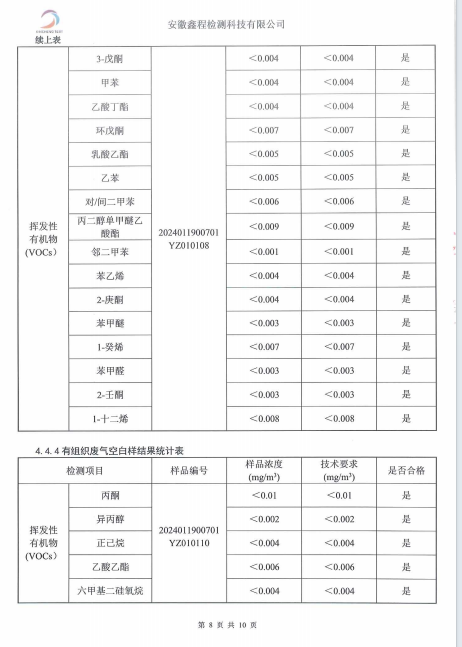 安徽鑫程检测科技有限公司
续上表
挥发性
有机物
(VOCs)
2024011900701
YZ010108
3-戊酮 <0.004 <0.004 是
甲苯 <0.004 <0.004 是
乙酸丁酯 <0.004 <0.004 是
环戊酮 <0.007 <0.007 是
乳酸乙酯 <0.005 <0.005 是
乙苯 <0.005 <0.005 是
对/间二甲苯 <0.006 <0.006 是
丙二醇单甲醚乙
酸酯 <0.009 <0.009 是
邻二甲苯 <0.001 <0.001 是
苯乙烯 <0.004 <0.004 是
2-庚酮 <0.004 <0.004 是
苯甲醚 <0.003 <0.003 是
1-癸烯 <0.007 <0.007 是
苯甲醛 <0.003 <0.003 是
2-壬酮 <0.003 <0.003 是
1-十二烯 <0.008 <0.008 是
4.4.4 有组织废气空白样结果统计表
检测项目 样品编号 样品浓度 (mg/m³) 技术要求 (mg/m³) 是否合格
挥发性
有机物
(VOCs)
2024011900701
YZ010110
丙酮 <0.01 <0.01 是
异丙醇 <0.002 <0.002 是
正己烷 <0.004 <0.004 是
乙酸乙酯 <0.006 <0.006 是
六甲基二硅氧烷 <0.004 <0.004 是
第 8 页 共 10 页